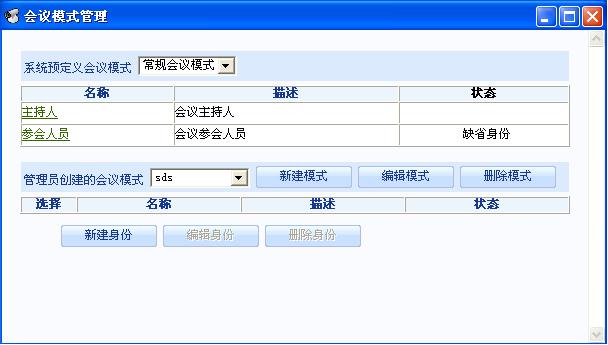 会议模式管理
系统预定义会议模式 常规会议模式
名称 描述 状态
主持人 会议主持人
参会人员 会议参会人员 缺省身份
管理员创建的会议模式 sds 新建模式 编辑模式 删除模式
选择 名称 描述 状态
新建身份 编辑身份 删除身份